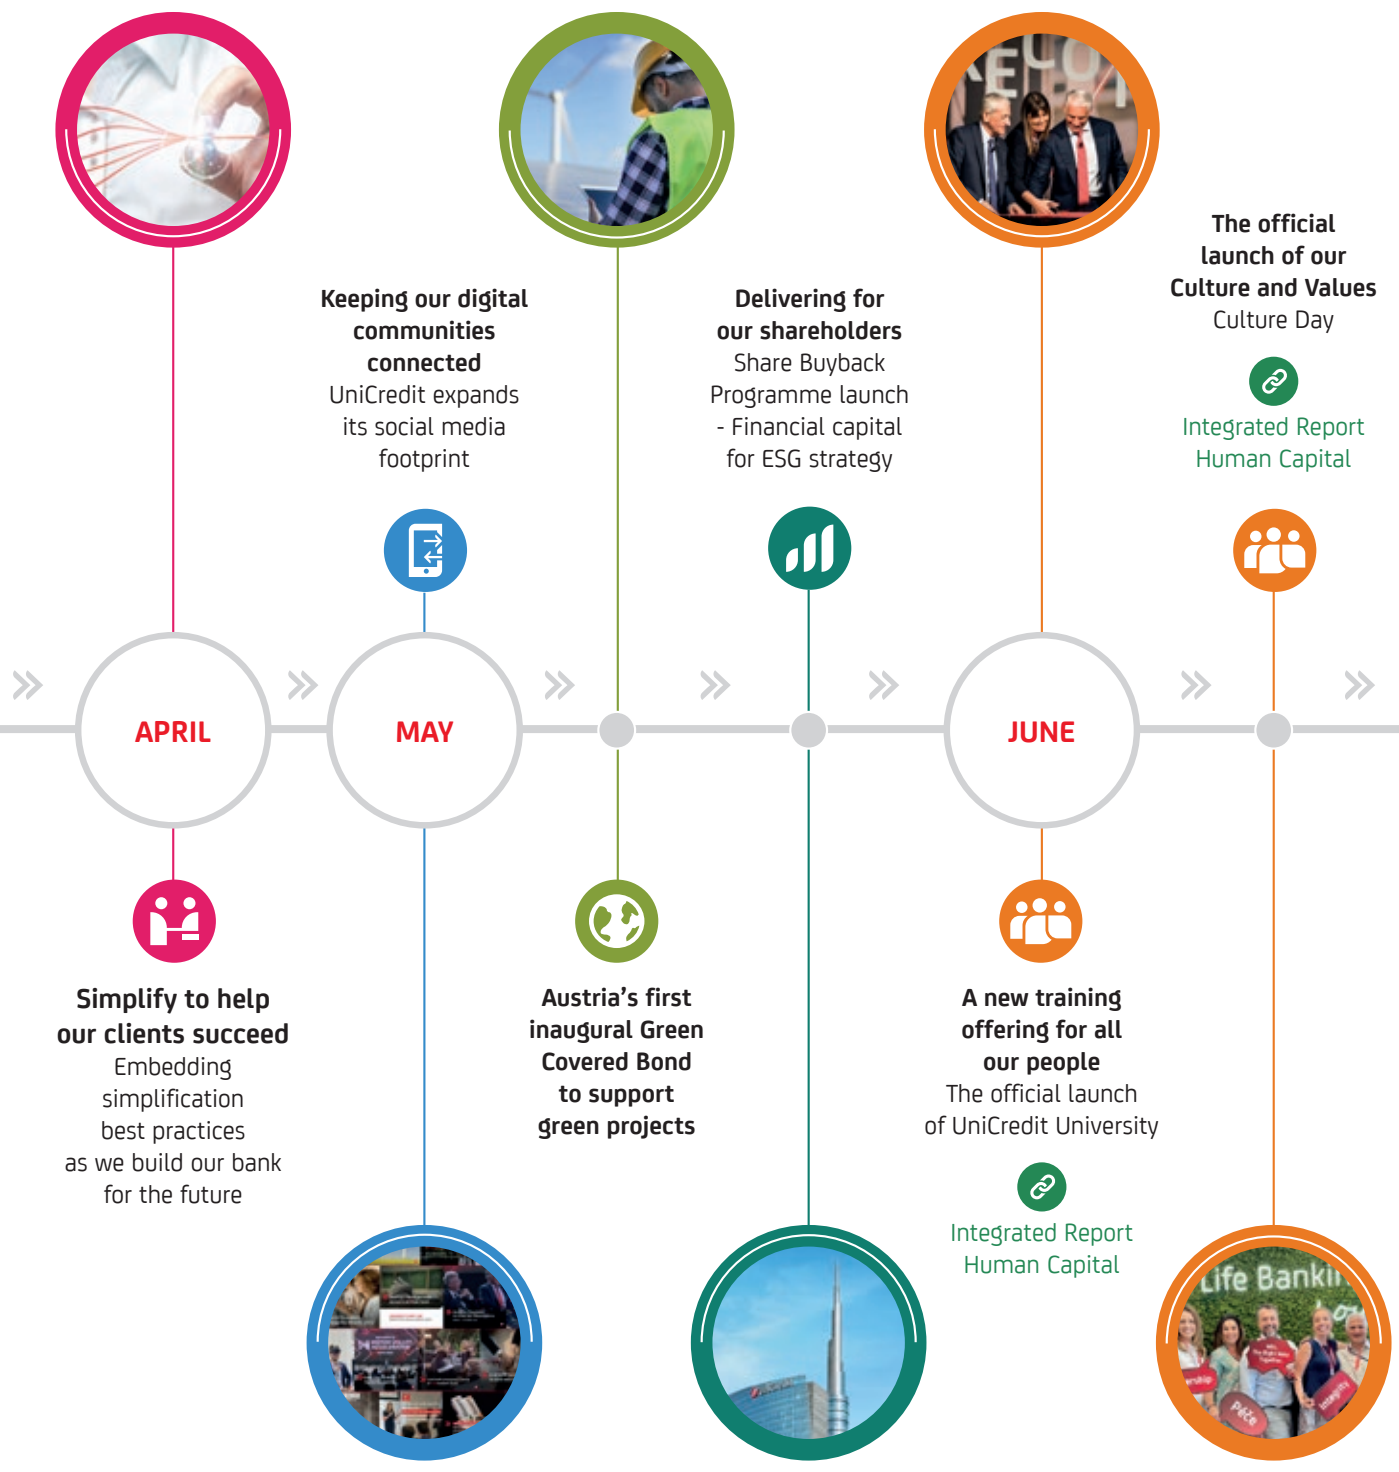 RECO
The official
launch of our
Culture and Values
Culture Day
Integrated Report
Human Capital
Keeping our digital
communities
connected
UniCredit expands
its social media
footprint
Delivering for
our shareholders
Share Buyback
Programme launch
- Financial capital
for ESG strategy
APRIL
MAY
JUNE
Simplify to help
our clients succeed
Embedding
simplification
best practices
as we build our bank
for the future
Austria’s first
inaugural Green
Covered Bond
to support
green projects
A new training
offering for all
our people
The official launch
of UniCredit University
Integrated Report
Human Capital
Life Bankin
Péče
Integrity